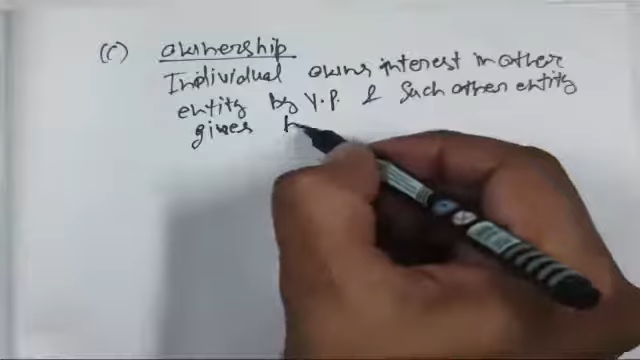 (C) ownership
Individual owns interest in other
entity by V.P. & Such other entity
gives